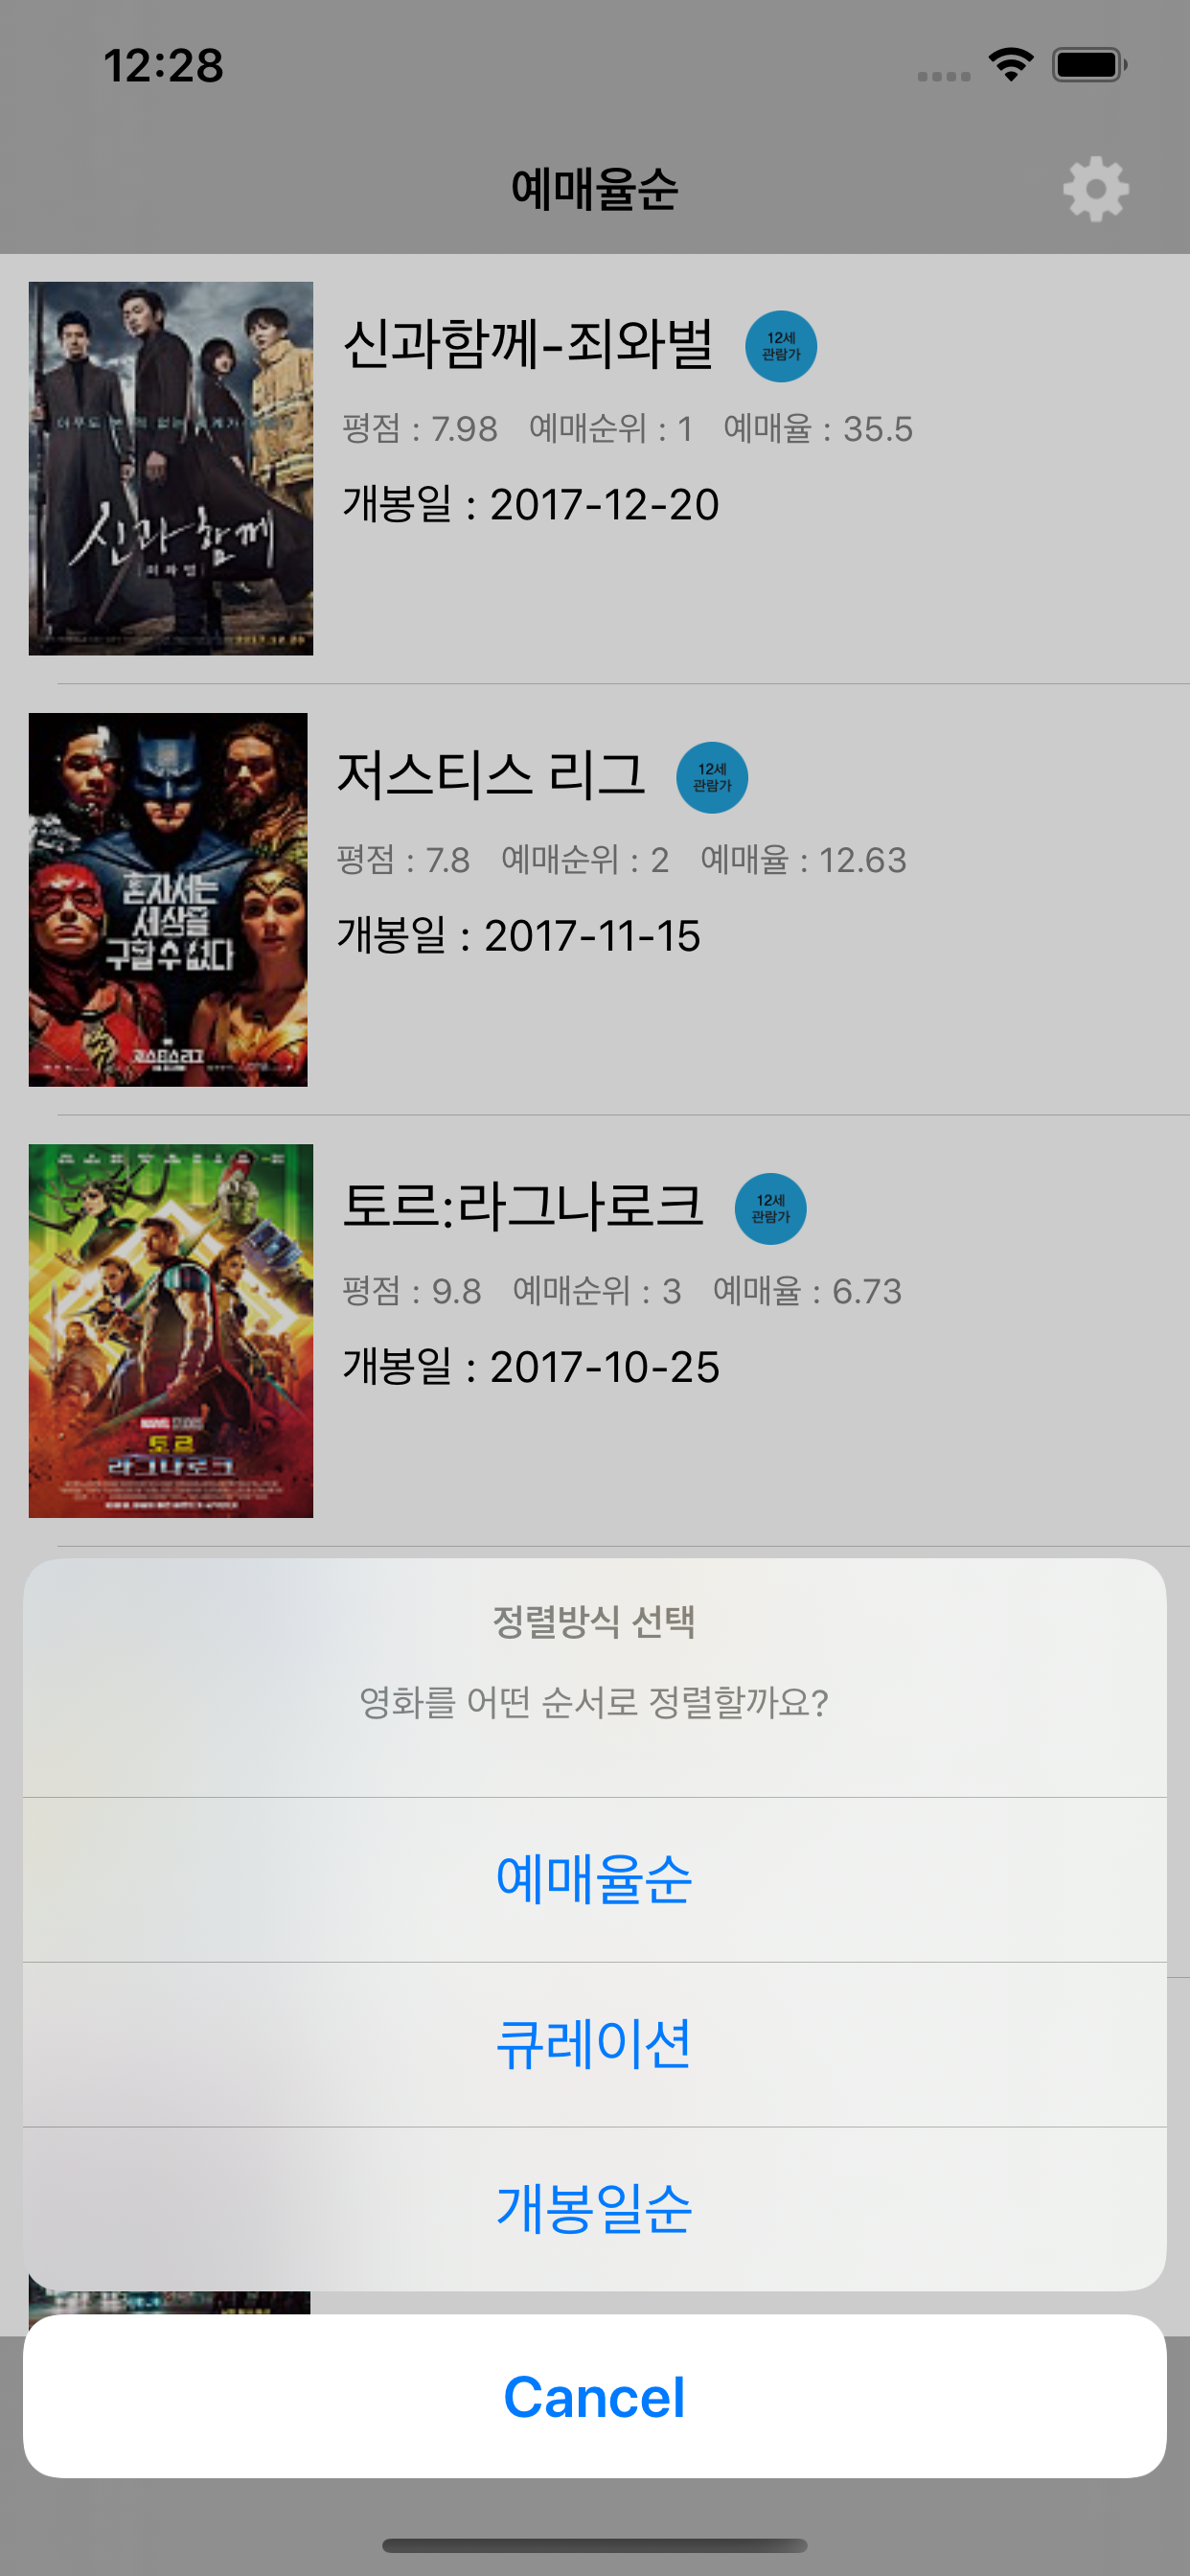 12:28
예매율순
신과함께-죄와벌
12세
관람가
평점 : 7.98 예매순위 : 1 예매율 : 35.5
개봉일 : 2017-12-20
신과함께
저스티스 리그
12세
관람가
평점 : 7.8 예매순위 : 2 예매율 : 12.63
개봉일 : 2017-11-15
혼자서는
세상을
구할 수 없다
저스티스리그
토르:라그나로크
12세
관람가
평점 : 9.8 예매순위 : 3 예매율 : 6.73
개봉일 : 2017-10-25
MARVEL STUDIOS
토르
라그나로크
정렬방식 선택
영화를 어떤 순서로 정렬할까요?
예매율순
큐레이션
개봉일순
Cancel